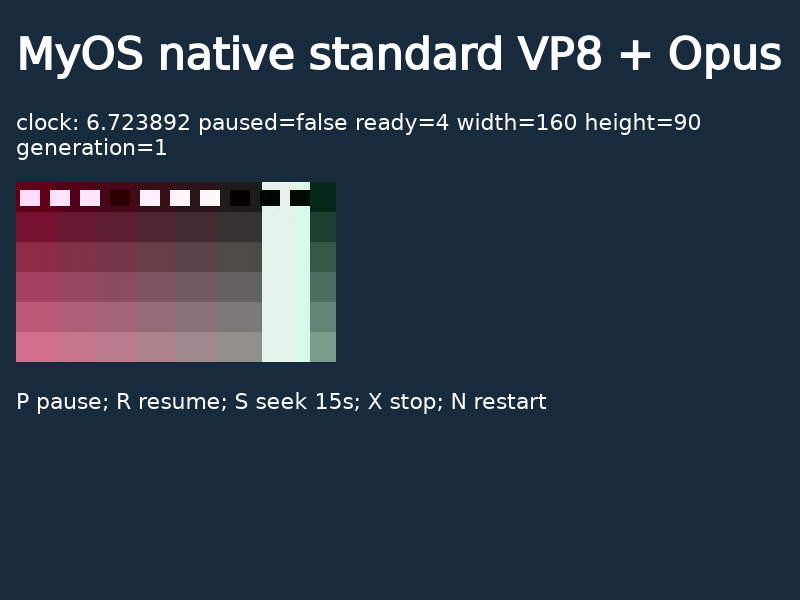 MyOS native standard VP8 + Opus
clock: 6.723892 paused=false ready=4 width=160 height=90
generation=1
P pause; R resume; S seek 15s; X stop; N restart